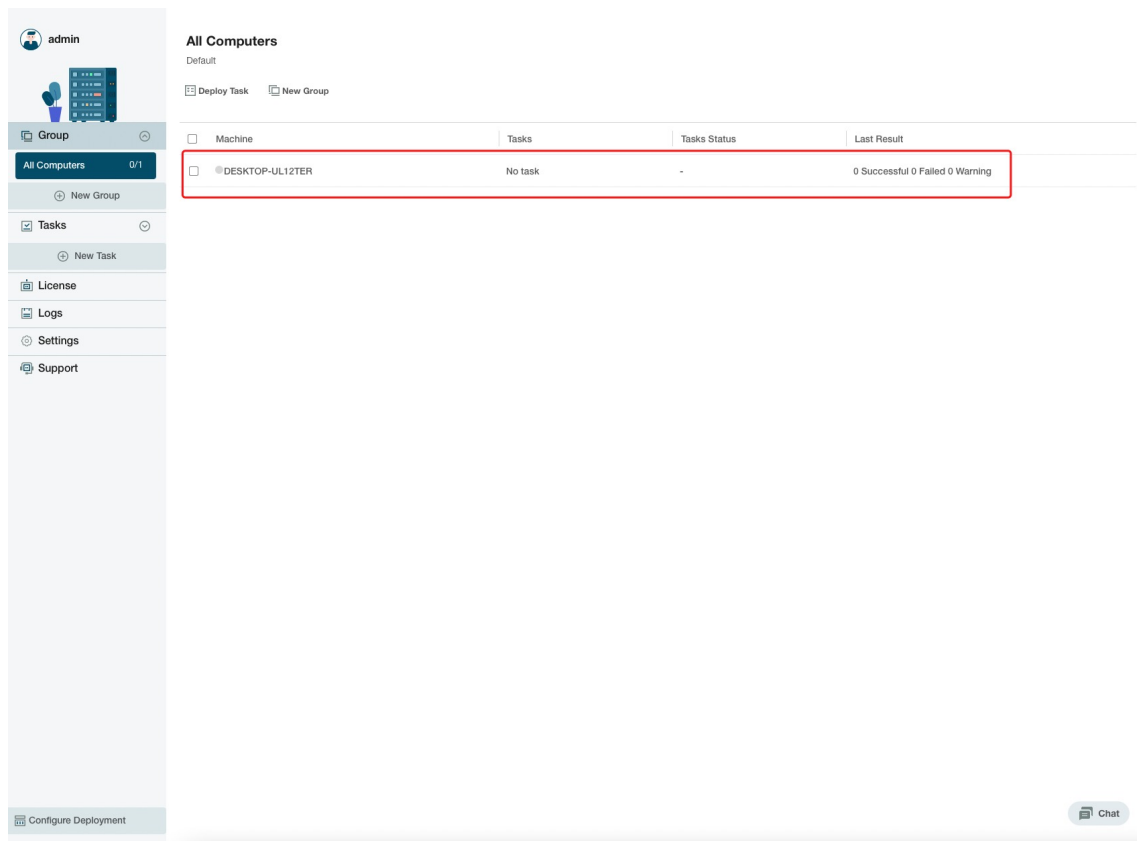 admin
Group
All Computers 0/1
New Group
Tasks
New Task
License
Logs
Settings
Support
Configure Deployment
All Computers
Default
Deploy Task New Group
Machine Tasks Tasks Status Last Result
DESKTOP-UL12TER No task - 0 Successful 0 Failed 0 Warning
Chat